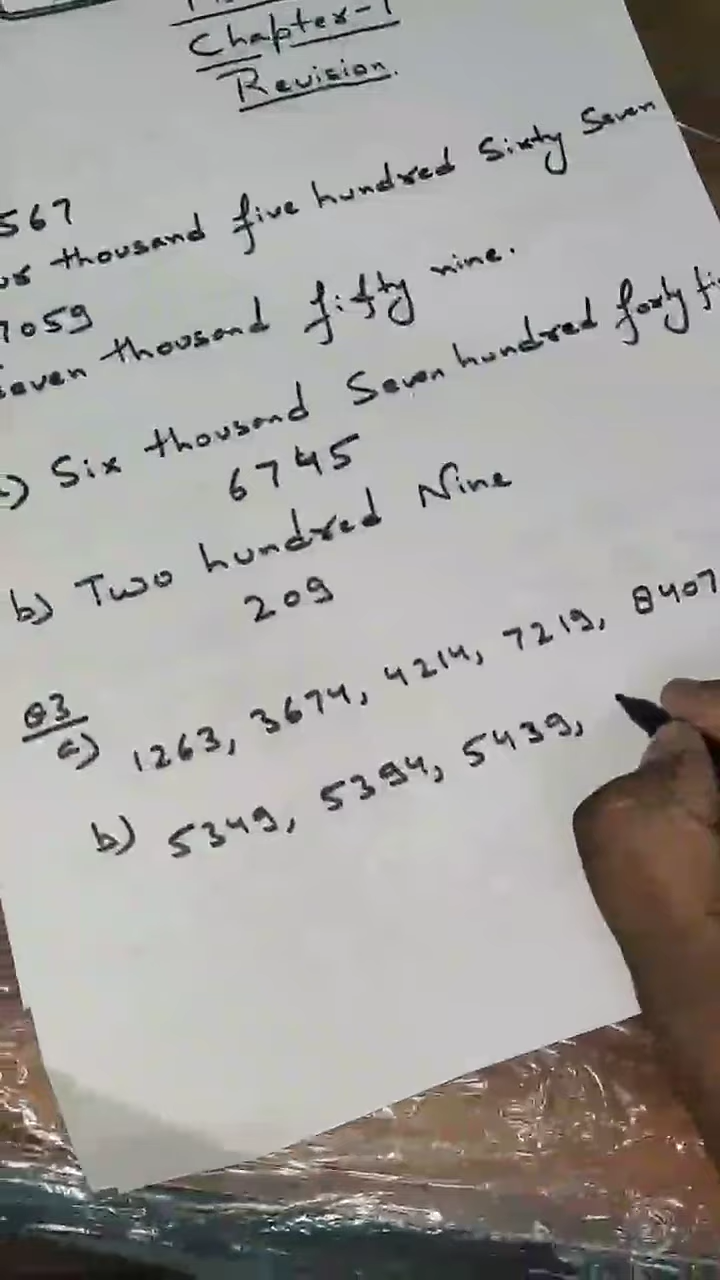 Chapter-1
Revision.
567
thousand five hundred Sixty Seven
7059
Seven thousand fifty nine.
Six thousand Seven hundred forty
6745
b) Two hundred Nine
209
Q3
a) 1263, 3674, 4214, 7219, 8407
b) 5349, 5394, 5439,